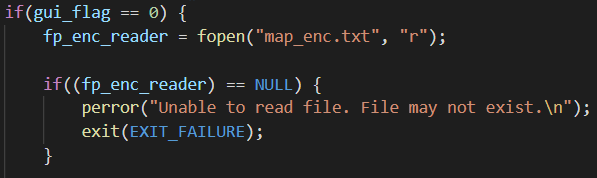 if(gui_flag == 0) {
    fp_enc_reader = fopen("map_enc.txt", "r");

    if((fp_enc_reader) == NULL) {
        perror("Unable to read file. File may not exist.\n");
        exit(EXIT_FAILURE);
    }